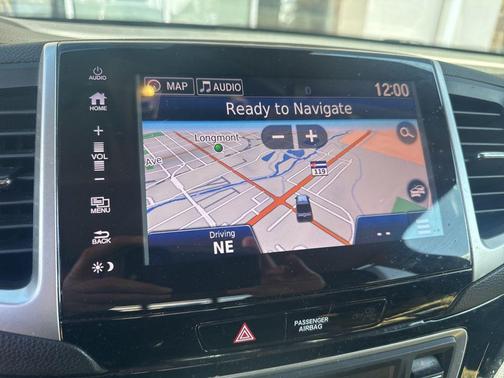 AUDIO
HOME
+
VOL
−
MENU
BACK
MAP
AUDIO
12:00
Ready to Navigate
Longmont
Ave
− +
119
Driving
NE
- -
PASSENGER
AIRBAG